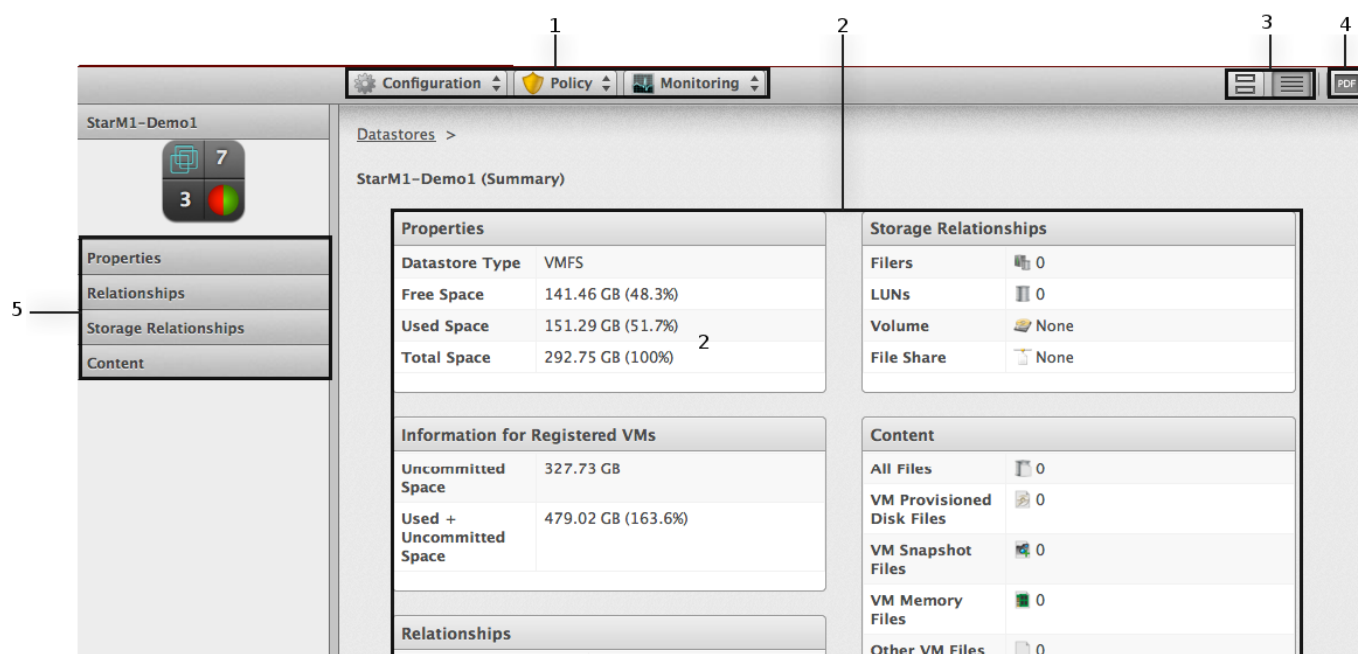 1
2
3
4
Configuration
Policy
Monitoring
PDF
StarM1-Demo1
7
3
Properties
Relationships
Storage Relationships
Content
5
Datastores >
StarM1-Demo1 (Summary)
Properties
Datastore Type VMFS
Free Space 141.46 GB (48.3%)
Used Space 151.29 GB (51.7%)
2
Total Space 292.75 GB (100%)
Information for Registered VMs
Uncommitted Space 327.73 GB
Used + Uncommitted Space 479.02 GB (163.6%)
Relationships
Storage Relationships
Filers 0
LUNs 0
Volume None
File Share None
Content
All Files 0
VM Provisioned Disk Files 0
VM Snapshot Files 0
VM Memory Files 0
Other VM Files 0